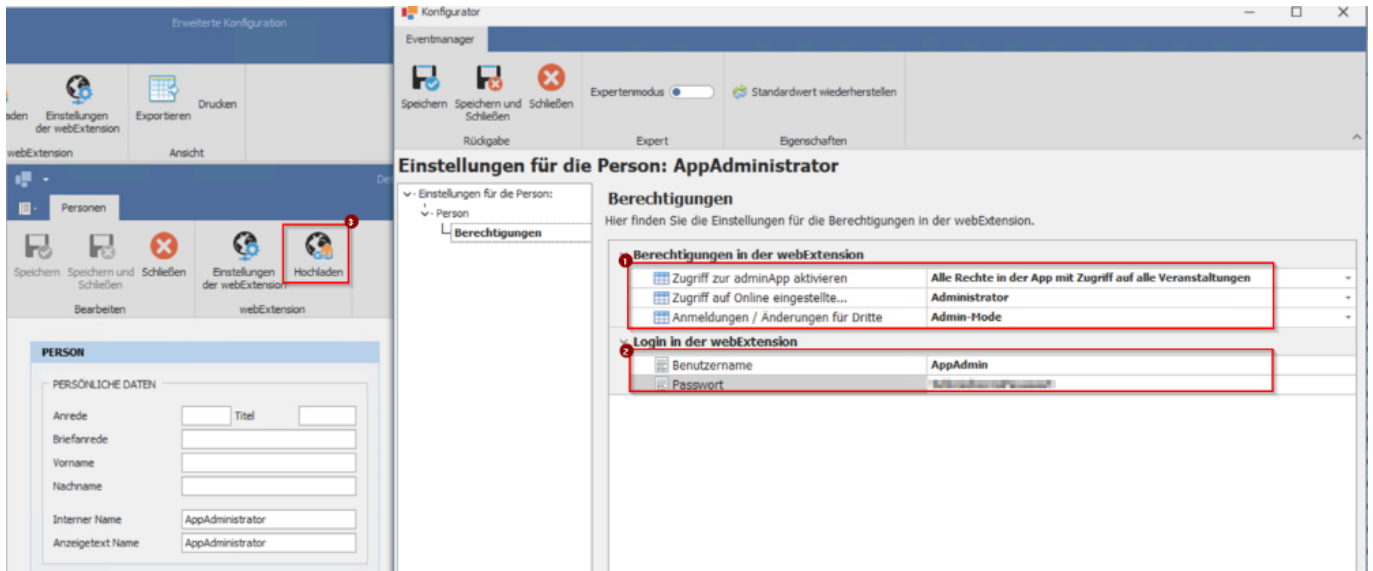 Erweiterte Konfiguration
aden
Einstellungen
der webExtension
Exportieren
Drucken
webExtension
Ansicht
De
Personen
3
Speichern
Speichern und
Schließen
Schließen
Einstellungen
der webExtension
Hochladen
Bearbeiten
webExtension
PERSON
PERSÖNLICHE DATEN
Anrede
Titel
Briefanrede
Vorname
Nachname
Interner Name
AppAdministrator
Anzeigetext Name
AppAdministrator
Konfigurator
Eventmanager
Speichern
Speichern und
Schließen
Schließen
Expertenmodus
Standardwert wiederherstellen
Rückgabe
Expert
Eigenschaften
Einstellungen für die Person: AppAdministrator
Einstellungen für die Person:
Person
Berechtigungen
Berechtigungen
Hier finden Sie die Einstellungen für die Berechtigungen in der webExtension.
Berechtigungen in der webExtension
1
Zugriff zur adminApp aktivieren Alle Rechte in der App mit Zugriff auf alle Veranstaltungen
Zugriff auf Online eingestellte... Administrator
Anmeldungen / Änderungen für Dritte Admin-Mode
Login in der webExtension
2
Benutzername AppAdmin
Passwort